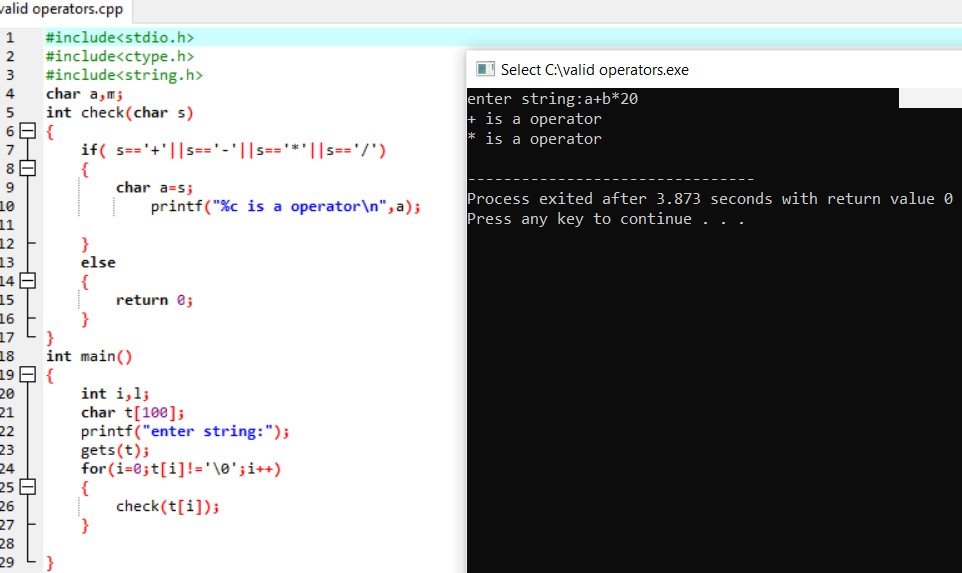 valid operators.cpp
1 #include<stdio.h>
2 #include<ctype.h>
3 #include<string.h>
4 char a,m;
5 int check(char s)
6 {
7 if( s=='+'||s=='-'||s=='*'||s=='/')
8 {
9 char a=s;
10 printf("%c is a operator\n",a);
11
12 }
13 else
14 {
15 return 0;
16 }
17 }
18 int main()
19 {
20 int i,l;
21 char t[100];
22 printf("enter string:");
23 gets(t);
24 for(i=0;t[i]!='\0';i++)
25 {
26 check(t[i]);
27 }
28
29 }
Select C:\valid operators.exe
enter string:a+b*20
+ is a operator
* is a operator
--------------------------------
Process exited after 3.873 seconds with return value 0
Press any key to continue . . .